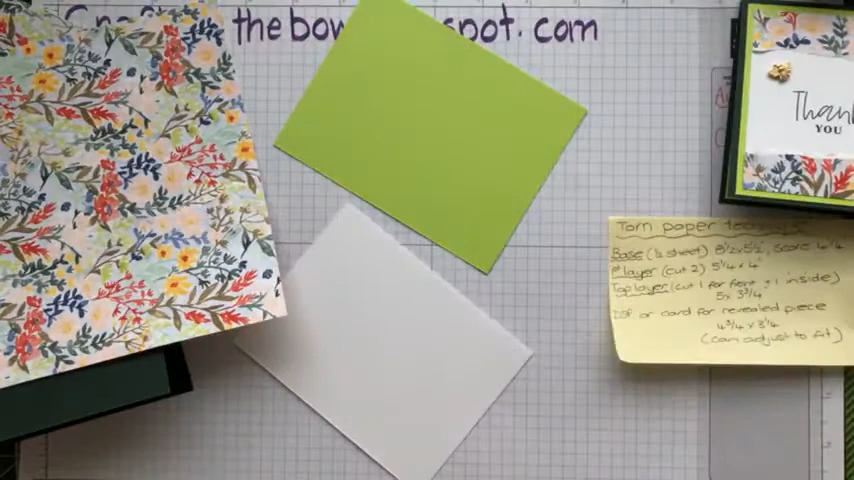 thebow spot.com
Thank
YOU
Torn paper
Base (½ sheet) 8½ x 5½", score 4¼
1st layer (cut 2) 5¼ x 4"
Top layer (cut 1 for front + 1 inside)
5 x 3¾"
DSP or card for revealed piece
4¾ x 3¼"
(can adjust to fit)